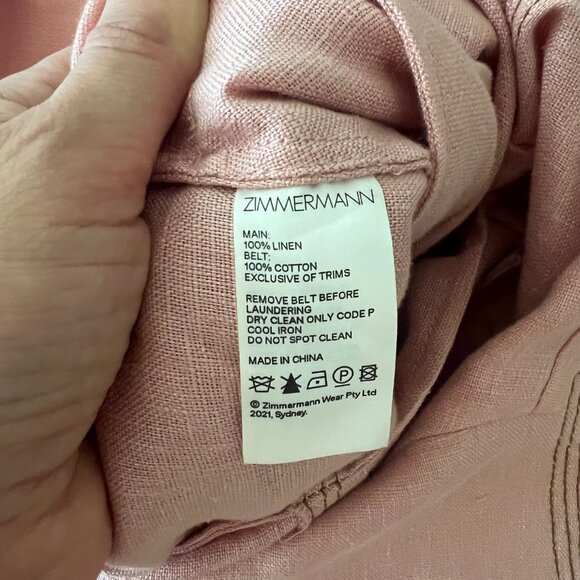 ZIMMERMANN
MAIN:
100% LINEN
BELT:
100% COTTON
EXCLUSIVE OF TRIMS
REMOVE BELT BEFORE
LAUNDERING
DRY CLEAN ONLY CODE P
COOL IRON
DO NOT SPOT CLEAN
MADE IN CHINA
P
© Zimmermann Wear Pty Ltd
2021, Sydney.